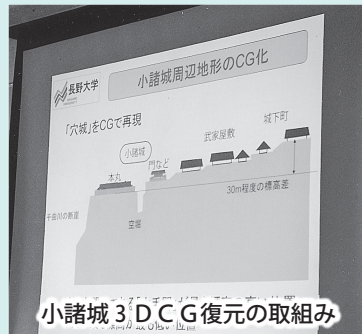 長野大学
小諸城周辺地形のCG化
「穴城」をCGで再現
小諸城
城下町
武家屋敷
門など
本丸
30m程度の標高差
千曲川の断崖
空堀
小諸城３ＤＣＧ復元の取組み